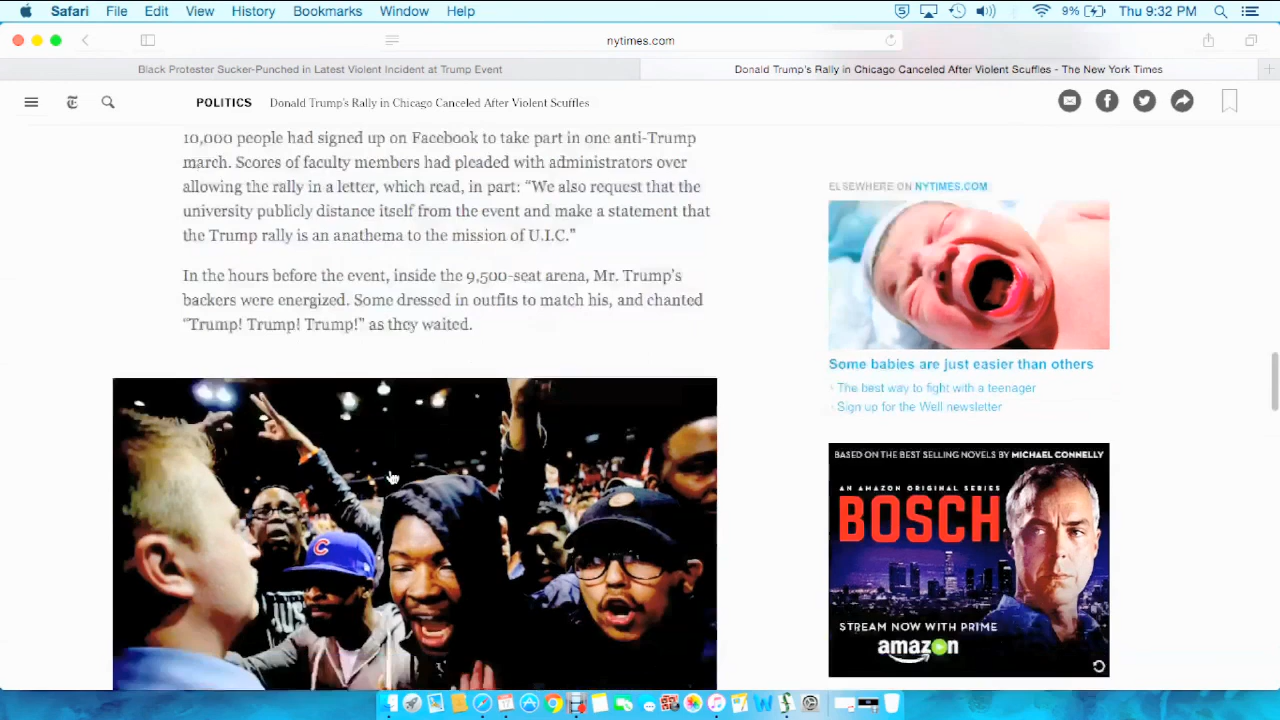 Safari File Edit View History Bookmarks Window Help
9% Thu 9:32 PM
nytimes.com
Black Protester Sucker-Punched in Latest Violent Incident at Trump Event
Donald Trump's Rally in Chicago Canceled After Violent Scuffles - The New York Times
POLITICS Donald Trump's Rally in Chicago Canceled After Violent Scuffles
10,000 people had signed up on Facebook to take part in one anti-Trump
march. Scores of faculty members had pleaded with administrators over
allowing the rally in a letter, which read, in part: “We also request that the
university publicly distance itself from the event and make a statement that
the Trump rally is an anathema to the mission of U.I.C.”
In the hours before the event, inside the 9,500-seat arena, Mr. Trump’s
backers were energized. Some dressed in outfits to match his, and chanted
“Trump! Trump! Trump!” as they waited.
ELSEWHERE ON NYTIMES.COM
Some babies are just easier than others
The best way to fight with a teenager
Sign up for the Well newsletter
BASED ON THE BEST SELLING NOVELS BY MICHAEL CONNELLY
AN AMAZON ORIGINAL SERIES
BOSCH
STREAM NOW WITH PRIME
amazon
C